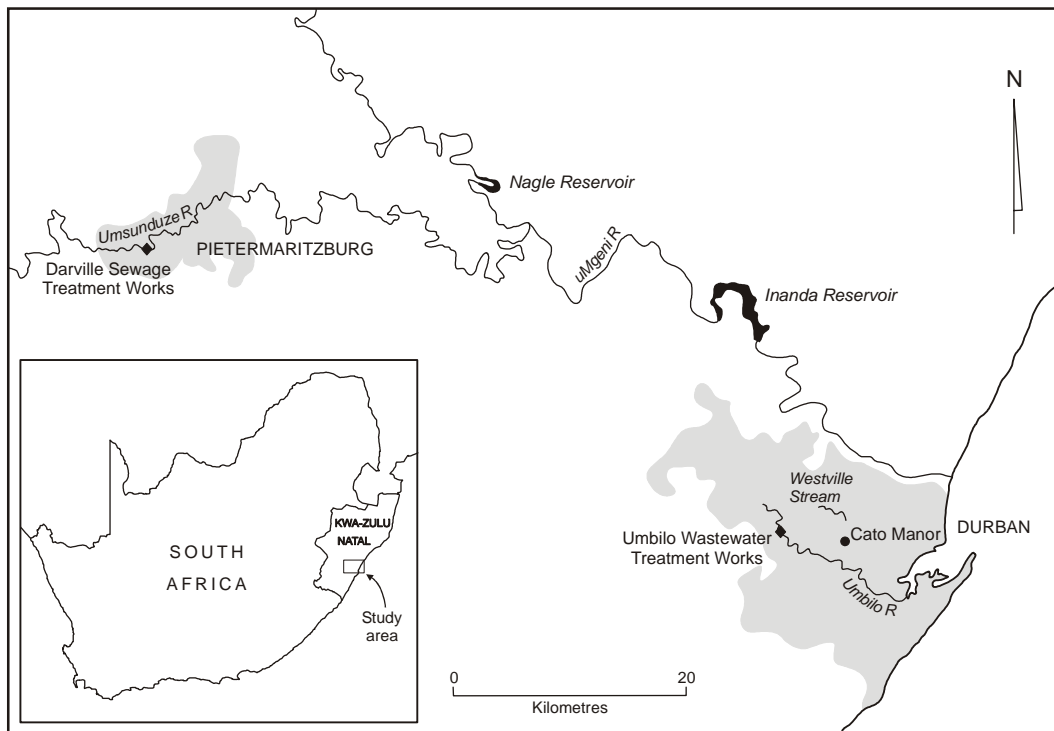 N
Nagle Reservoir
Umsunduze R
PIETERMARITZBURG
Darville Sewage
Treatment Works
uMgeni R
Inanda Reservoir
Westville
Stream
Cato Manor
DURBAN
Umbilo Wastewater
Treatment Works
Umbilo R
KWA-ZULU
NATAL
SOUTH
AFRICA
Study
area
0 20
Kilometres